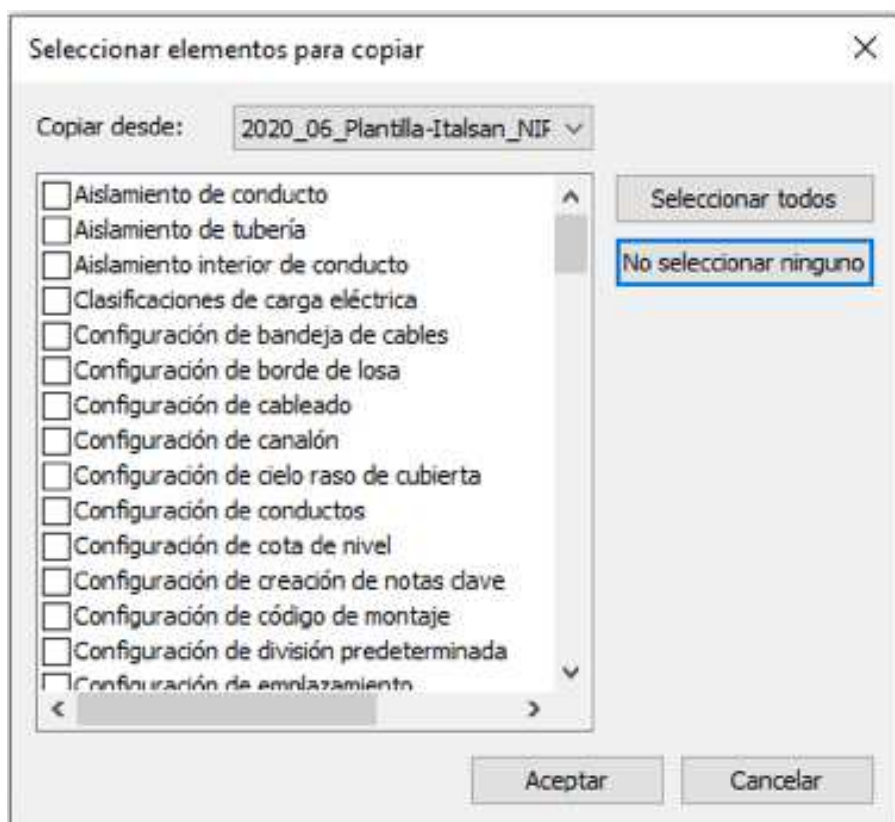 Seleccionar elementos para copiar
Copiar desde:
2020_06_Plantilla-Italsan_NIF
Aislamiento de conducto
Aislamiento de tubería
Aislamiento interior de conducto
Clasificaciones de carga eléctrica
Configuración de bandeja de cables
Configuración de borde de losa
Configuración de cableado
Configuración de canalón
Configuración de cielo raso de cubierta
Configuración de conductos
Configuración de cota de nivel
Configuración de creación de notas clave
Configuración de código de montaje
Configuración de división predeterminada
Configuración de emplazamiento
Seleccionar todos
No seleccionar ninguno
Aceptar
Cancelar